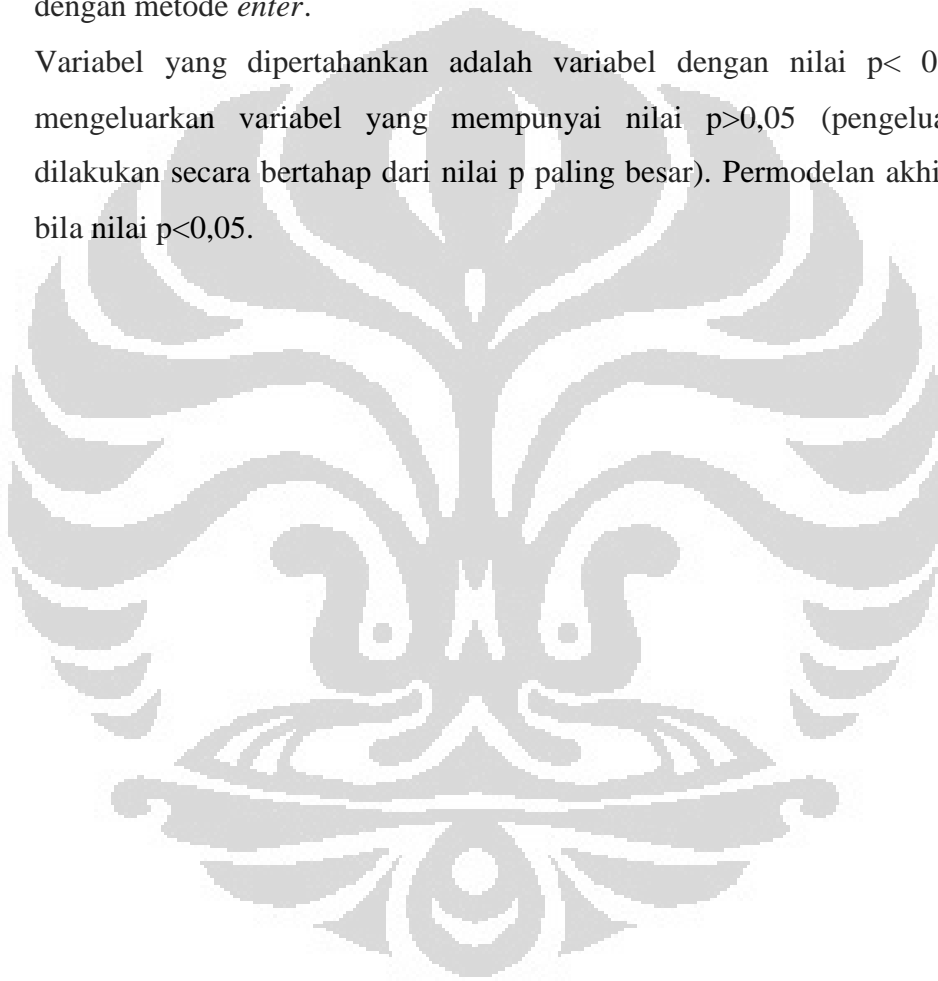 dengan metode enter.
Variabel yang dipertahankan adalah variabel dengan nilai p< 0
mengeluarkan variabel yang mempunyai nilai p>0,05 (pengelua
dilakukan secara bertahap dari nilai p paling besar). Permodelan akhi
bila nilai p<0,05.